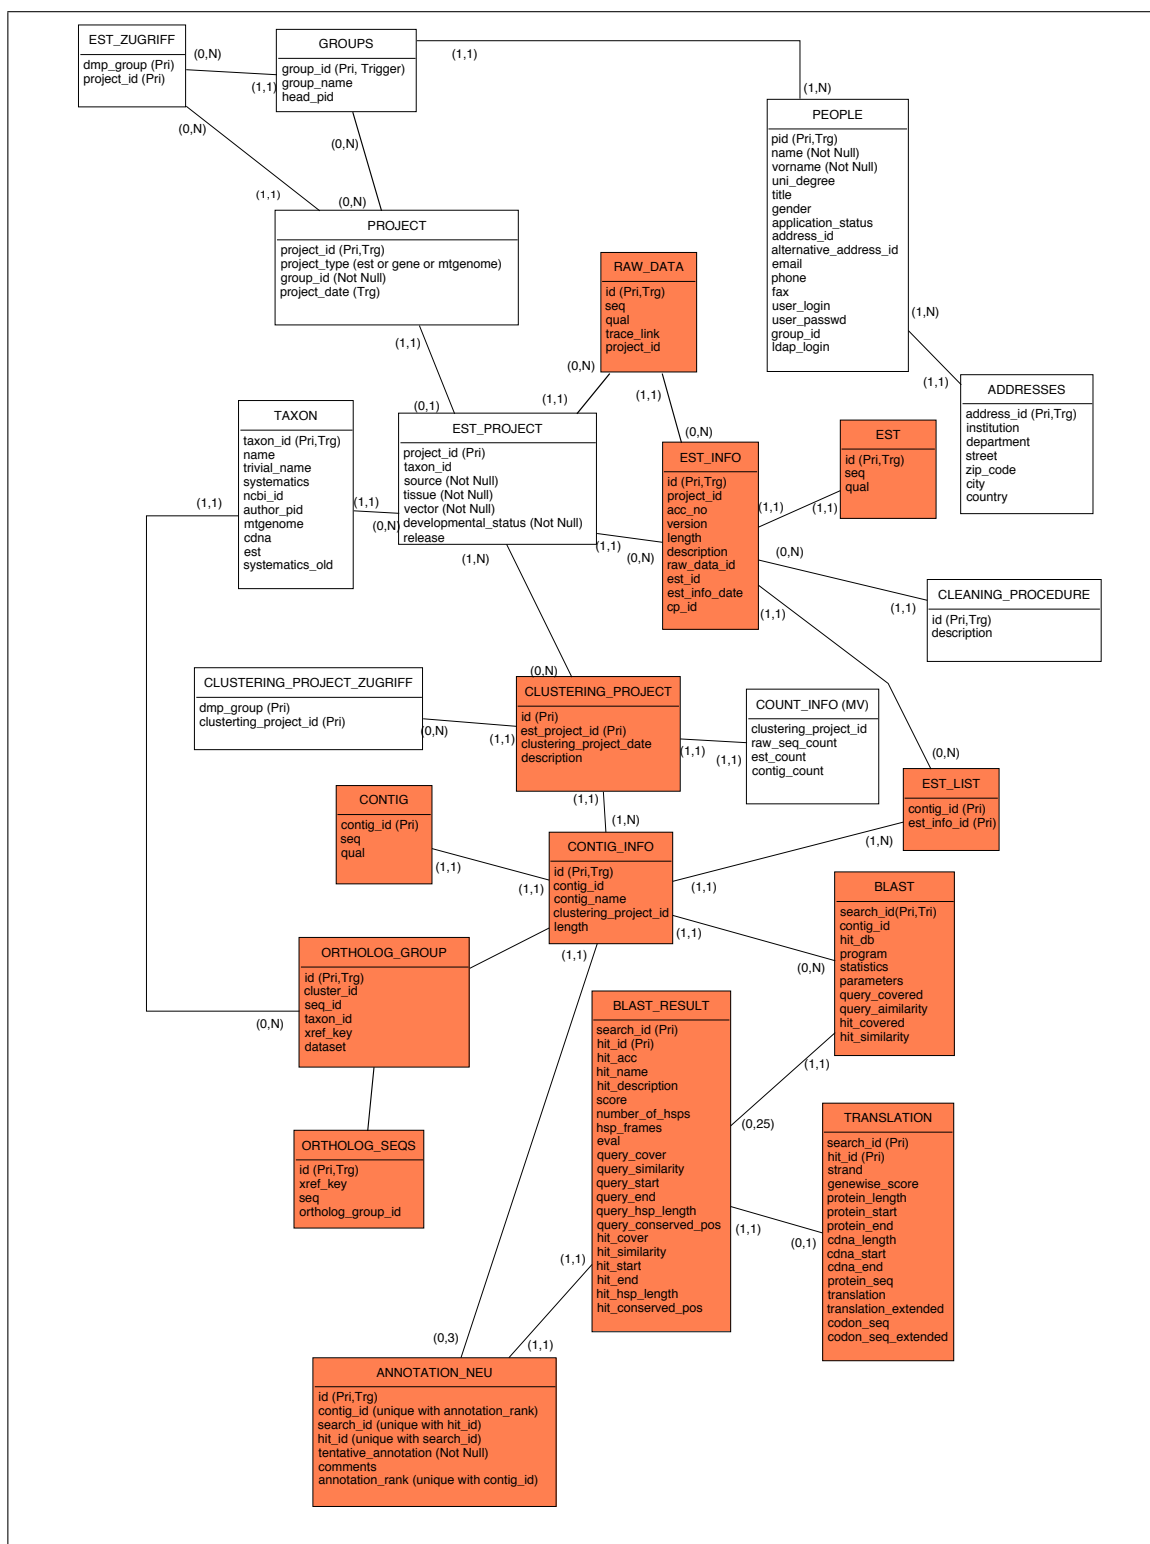 EST_ZUGRIFF
dmp_group (Pri)
project_id (Pri)
(0,N)
(1,1)
GROUPS
group_id (Pri, Trigger)
group_name
head_pid
(1,1)
(1,N)
(0,N)
(1,1)
(0,N)
(0,N)
PEOPLE
pid (Pri,Trg)
name (Not Null)
vorname (Not Null)
uni_degree
title
gender
application_status
address_id
alternative_address_id
email
phone
fax
user_login
user_passwd
group_id
ldap_login
(1,N)
(1,1)
PROJECT
project_id (Pri,Trg)
project_type (est or gene or mtgenome)
group_id (Not Null)
project_date (Trg)
(1,1)
(0,1)
RAW_DATA
id (Pri,Trg)
seq
qual
trace_link
project_id
(0,N)
(1,1)
(1,1)
(0,N)
ADDRESSES
address_id (Pri,Trg)
institution
department
street
zip_code
city
country
TAXON
taxon_id (Pri,Trg)
name
trivial_name
systematics
ncbi_id
author_pid
mtgenome
cdna
est
systematics_old
(1,1)
(1,1)
(0,N)
EST_PROJECT
project_id (Pri)
taxon_id
source (Not Null)
tissue (Not Null)
vector (Not Null)
developmental_status (Not Null)
release
(1,N)
(1,1)
(0,N)
EST_INFO
id (Pri,Trg)
project_id
acc_no
version
length
description
raw_data_id
est_id
est_info_date
cp_id
(1,1)
(1,1)
(0,N)
(1,1)
(1,1)
EST
id (Pri,Trg)
seq
qual
CLEANING_PROCEDURE
id (Pri,Trg)
description
(0,N)
CLUSTERING_PROJECT_ZUGRIFF
dmp_group (Pri)
clusterting_project_id (Pri)
(0,N)
(1,1)
CLUSTERING_PROJECT
id (Pri)
est_project_id (Pri)
clustering_project_date
description
(1,1)
(1,1)
(1,1)
COUNT_INFO (MV)
clustering_project_id
raw_seq_count
est_count
contig_count
(0,N)
EST_LIST
contig_id (Pri)
est_info_id (Pri)
(1,N)
CONTIG
contig_id (Pri)
seq
qual
(1,1)
(1,1)
(1,N)
CONTIG_INFO
id (Pri,Trg)
contig_id
contig_name
clustering_project_id
length
(1,1)
(1,1)
(1,1)
(0,N)
BLAST
search_id(Pri,Tri)
contig_id
hit_db
program
statistics
parameters
query_covered
query_aimilarity
hit_covered
hit_similarity
(1,1)
(0,25)
ORTHOLOG_GROUP
id (Pri,Trg)
cluster_id
seq_id
taxon_id
xref_key
dataset
(0,N)
ORTHOLOG_SEQS
id (Pri,Trg)
xref_key
seq
ortholog_group_id
BLAST_RESULT
search_id (Pri)
hit_id (Pri)
hit_acc
hit_name
hit_description
score
number_of_hsps
hsp_frames
eval
query_cover
query_similarity
query_start
query_end
query_hsp_length
query_conserved_pos
hit_cover
hit_similarity
hit_start
hit_end
hit_hsp_length
hit_conserved_pos
(1,1)
(0,1)
(1,1)
TRANSLATION
search_id (Pri)
hit_id (Pri)
strand
genewise_score
protein_length
protein_start
protein_end
cdna_length
cdna_start
cdna_end
protein_seq
translation
translation_extended
codon_seq
codon_seq_extended
(0,3)
(1,1)
ANNOTATION_NEU
id (Pri,Trg)
contig_id (unique with annotation_rank)
search_id (unique with hit_id)
hit_id (unique with search_id)
tentative_annotation (Not Null)
comments
annotation_rank (unique with contig_id)